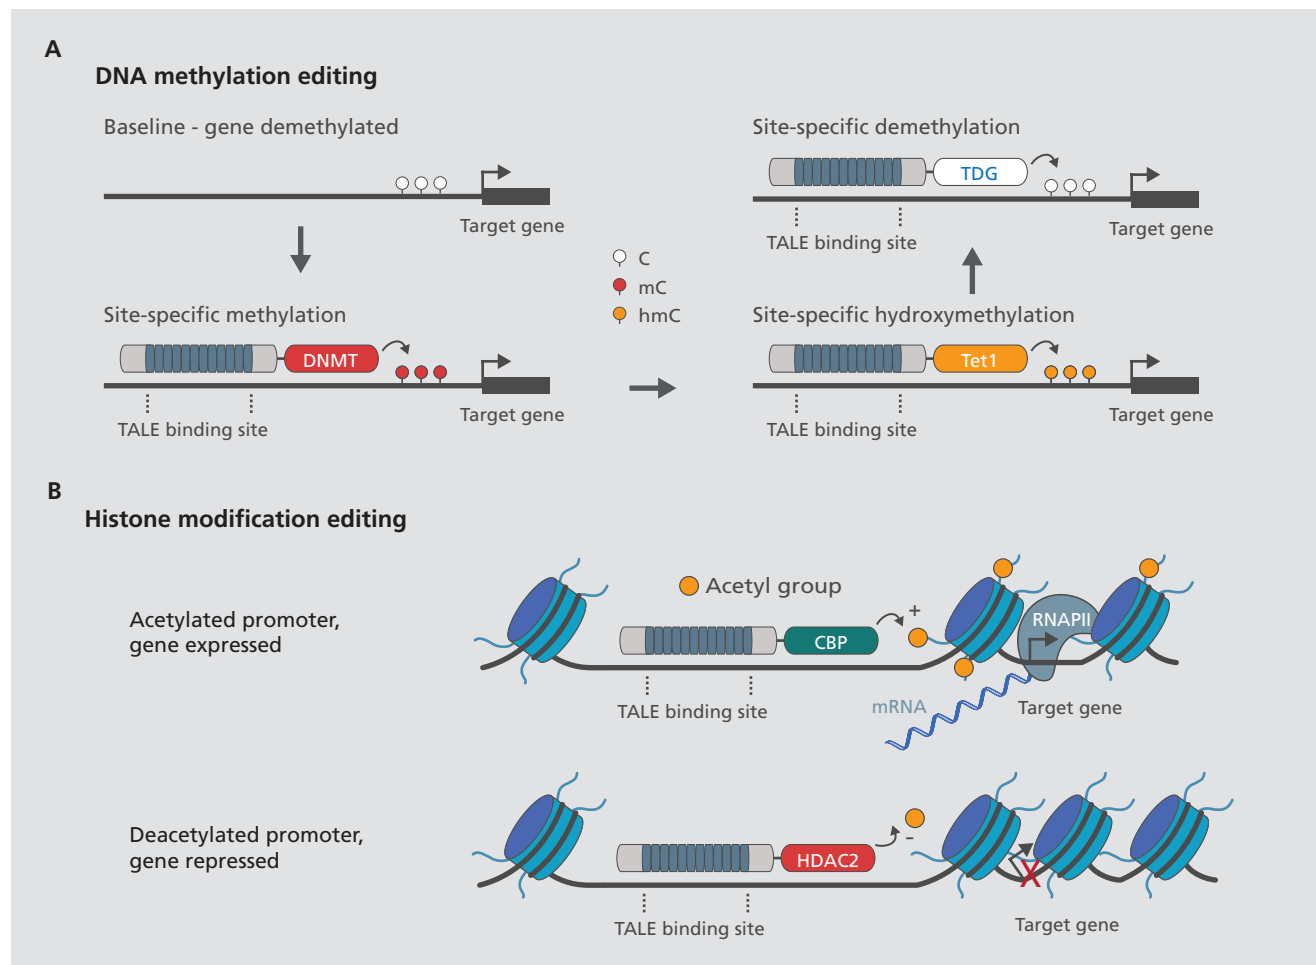 A
DNA methylation editing
Baseline - gene demethylated
Target gene
Site-specific methylation
DNMT
Target gene
TALE binding site
C
mC
hmC
Site-specific demethylation
TDG
Target gene
TALE binding site
Site-specific hydroxymethylation
Tet1
Target gene
TALE binding site
B
Histone modification editing
Acetylated promoter,
gene expressed
Acetyl group
+
CBP
RNAPII
TALE binding site
mRNA
Target gene
Deacetylated promoter,
gene repressed
-
HDAC2
X
TALE binding site
Target gene